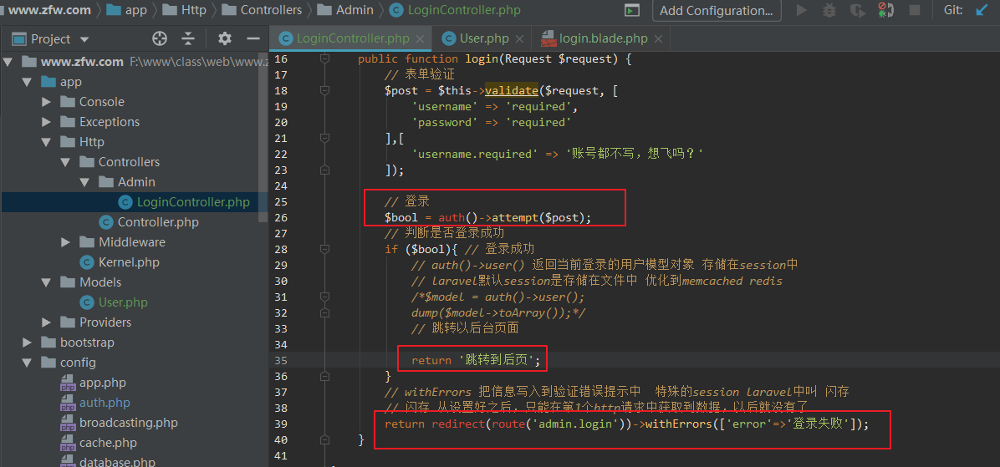 www.zfw.com app Http Controllers Admin LoginController.php Add Configuration... Git:
Project LoginController.php User.php login.blade.php
www.zfw.com F:\www\class\web\www.z
app
Console
Exceptions
Http
Controllers
Admin
LoginController.php
Controller.php
Middleware
Kernel.php
Models
User.php
Providers
bootstrap
config
app.php
auth.php
broadcasting.php
cache.php
database.php
16 public function login(Request $request) {
17 // 表单验证
18 $post = $this->validate($request, [
19 'username' => 'required',
20 'password' => 'required'
21 ],[
22 'username.required' => '账号都不写，想飞吗？'
23 ]);
24
25 // 登录
26 $bool = auth()->attempt($post);
27 // 判断是否登录成功
28 if ($bool){ // 登录成功
29 // auth()->user() 返回当前登录的用户模型对象 存储在session中
30 // laravel默认session是存储在文件中 优化到memcached redis
31 /*$model = auth()->user();
32 dump($model->toArray());*/
33 // 跳转以后台页面
34
35 return '跳转到后页';
36 }
37 // withErrors 把信息写入到验证错误提示中 特殊的session laravel中叫 闪存
38 // 闪存 从设置好之后，只能在第1个http请求中获取到数据，以后就没有了
39 return redirect(route('admin.login'))->withErrors(['error'=>'登录失败']);
40 }
41